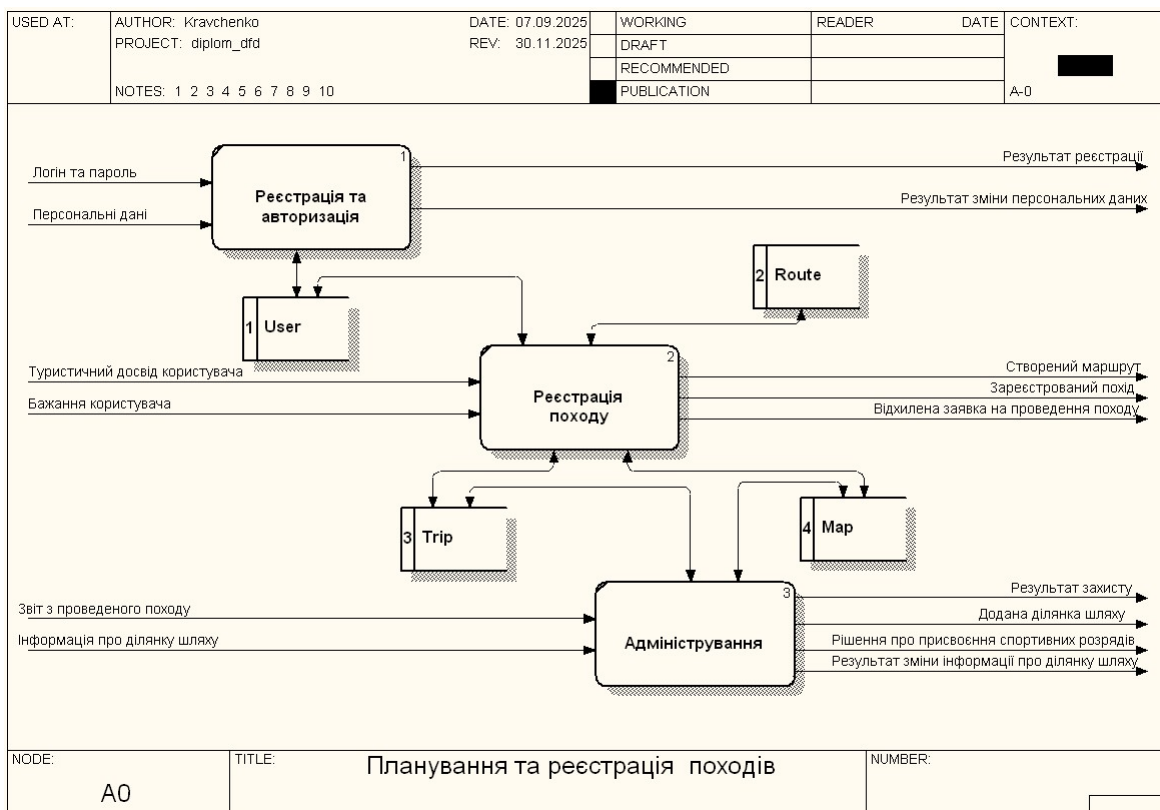 USED AT:
AUTHOR: Kravchenko
DATE: 07.09.2025
WORKING
READER
DATE
CONTEXT:
PROJECT: diplom_dfd
REV: 30.11.2025
DRAFT
RECOMMENDED
NOTES: 1 2 3 4 5 6 7 8 9 10
PUBLICATION
A-0
Логін та пароль
Персональні дані
1
Реєстрація та
авторизація
Результат реєстрації
Результат зміни персональних даних
2 Route
1 User
Туристичний досвід користувача
Бажання користувача
2
Реєстрація
походу
Створений маршрут
Зареєстрований похід
Відхилена заявка на проведення походу
3 Trip
4 Map
Звіт з проведеного походу
Інформація про ділянку шляху
3
Адміністрування
Результат захисту
Додана ділянка шляху
Рішення про присвоєння спортивних розрядів
Результат зміни інформації про ділянку шляху
NODE:
A0
TITLE:
Планування та реєстрація походів
NUMBER: